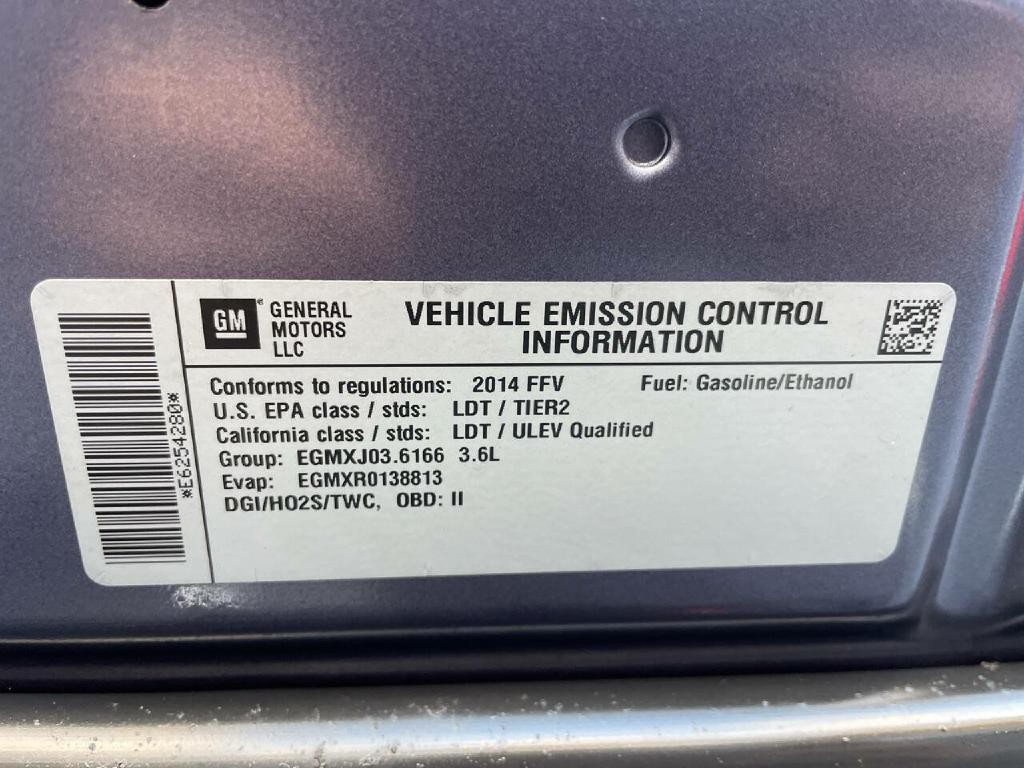 *E6254280*
GM
GENERAL
MOTORS
LLC
VEHICLE EMISSION CONTROL
INFORMATION
Conforms to regulations: 2014 FFV Fuel: Gasoline/Ethanol
U.S. EPA class / stds: LDT / TIER2
California class / stds: LDT / ULEV Qualified
Group: EGMXJ03.6166 3.6L
Evap: EGMXR0138813
DGI/HO2S/TWC, OBD: II